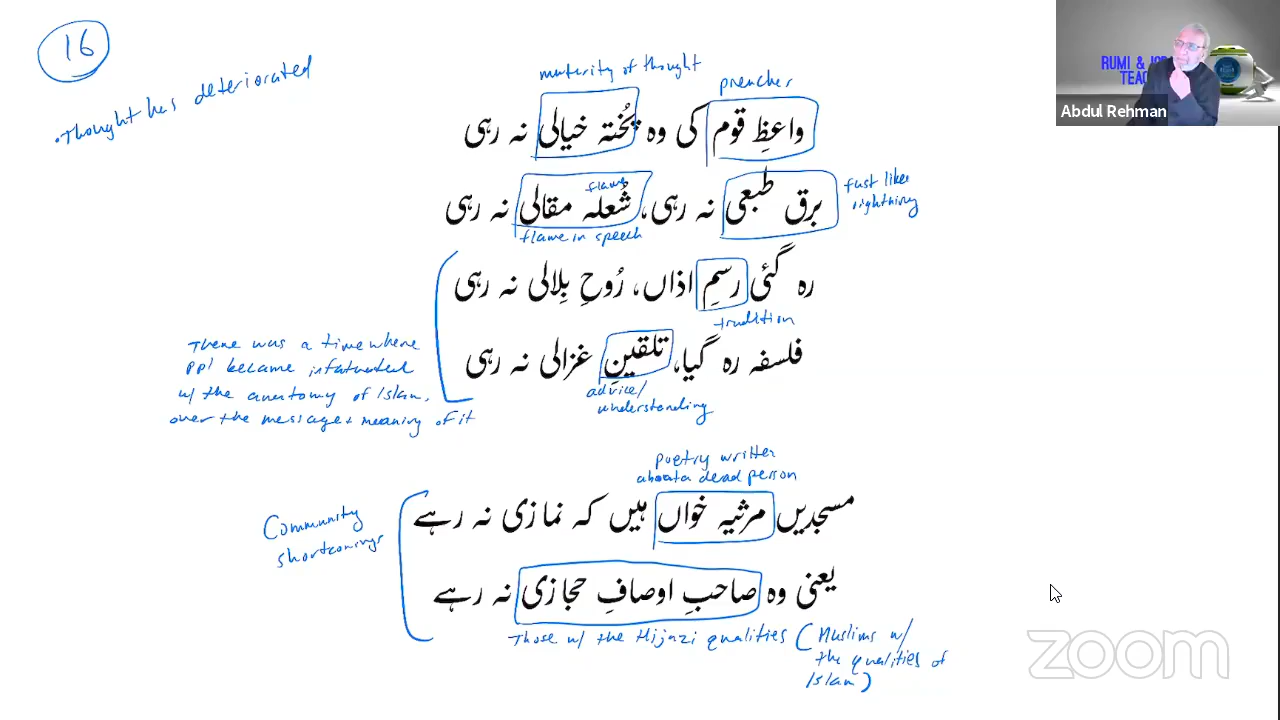 16
• Thought has deteriorated
maturity of thought
preacher
واعظِ قوم کی وہ پُختہ خیالی نہ رہی
flame
fast like
lightning
برق طبعی نہ رہی، شُعلہ مقالی نہ رہی
flame in speech
رہ گئی رسمِ اذاں، رُوحِ بِلالی نہ رہی
tradition
فلسفہ رہ گیا، تلقینِ غزالی نہ رہی
advice/
understanding
There was a time where
ppl became infatuated
w/ the anatomy of Islam,
over the message + meaning of it
poetry writer
about a dead person
مسجدیں مرثیہ خواں ہیں کہ نمازی نہ رہے
Community
shortcomings
یعنی وہ صاحبِ اوصافِ حجازی نہ رہے
Those w/ the Hijazi qualities (Muslims w/
the qualities of
Islam)
RUMI &
TEAC
Abdul Rehman
zoom